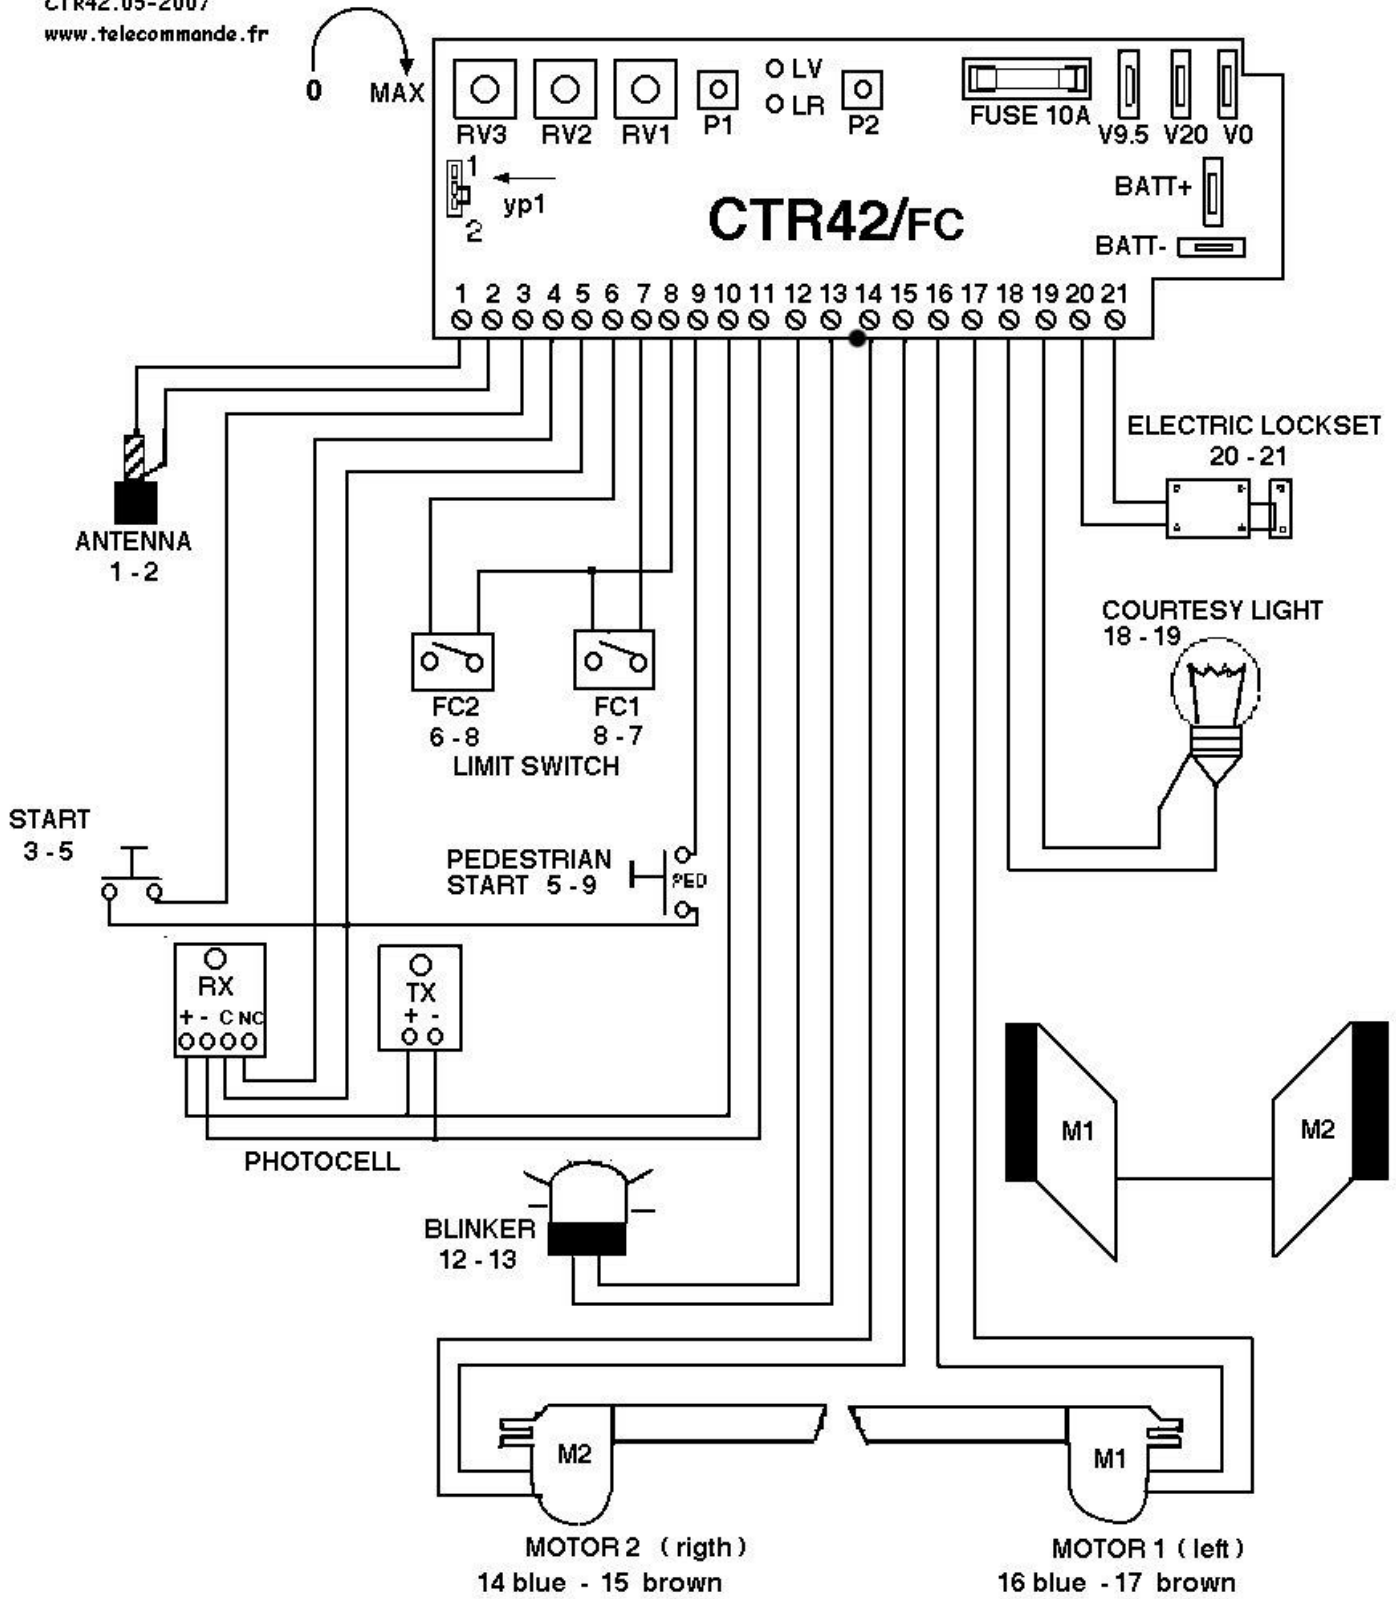 CTR42.05-2007
www.telecommande.fr
0 MAX
RV3 RV2 RV1 P1 LV LR P2 FUSE 10A V9.5 V20 V0
1
yp1
2
CTR42/FC
BATT+
BATT-
1 2 3 4 5 6 7 8 9 10 11 12 13 14 15 16 17 18 19 20 21
ELECTRIC LOCKSET
20 - 21
ANTENNA
1 - 2
COURTESY LIGHT
18 - 19
FC2
6 - 8
FC1
8 - 7
LIMIT SWITCH
START
3 - 5
PEDESTRIAN
START 5 - 9
PED
RX
+ - C NC
TX
+ -
PHOTOCELL
M1 M2
BLINKER
12 - 13
M2 M1
MOTOR 2 ( rigth )
14 blue - 15 brown
MOTOR 1 ( left )
16 blue - 17 brown